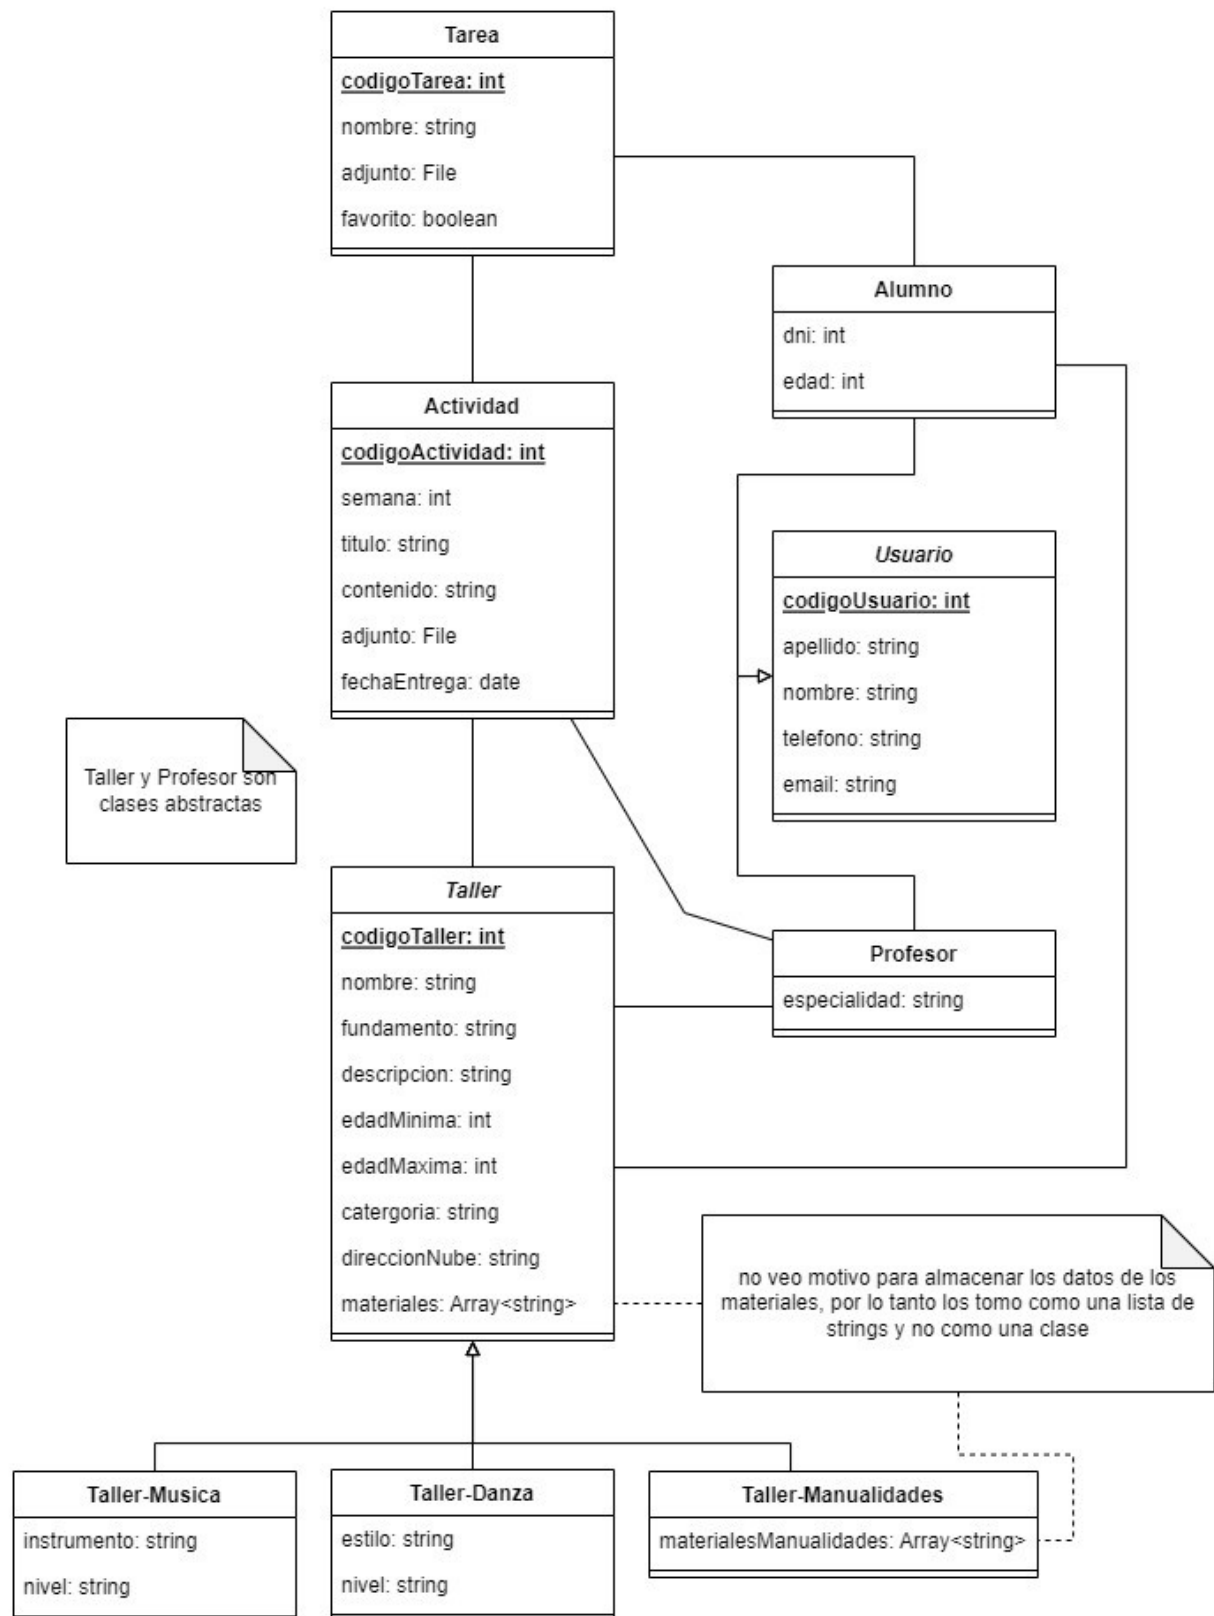 Tarea
codigoTarea: int
nombre: string
adjunto: File
favorito: boolean
Alumno
dni: int
edad: int
Actividad
codigoActividad: int
semana: int
titulo: string
contenido: string
adjunto: File
fechaEntrega: date
Usuario
codigoUsuario: int
apellido: string
nombre: string
telefono: string
email: string
Taller y Profesor son
clases abstractas
Taller
codigoTaller: int
nombre: string
fundamento: string
descripcion: string
edadMinima: int
edadMaxima: int
catergoria: string
direccionNube: string
materiales: Array<string>
Profesor
especialidad: string
no veo motivo para almacenar los datos de los
materiales, por lo tanto los tomo como una lista de
strings y no como una clase
Taller-Musica
instrumento: string
nivel: string
Taller-Danza
estilo: string
nivel: string
Taller-Manualidades
materialesManualidades: Array<string>